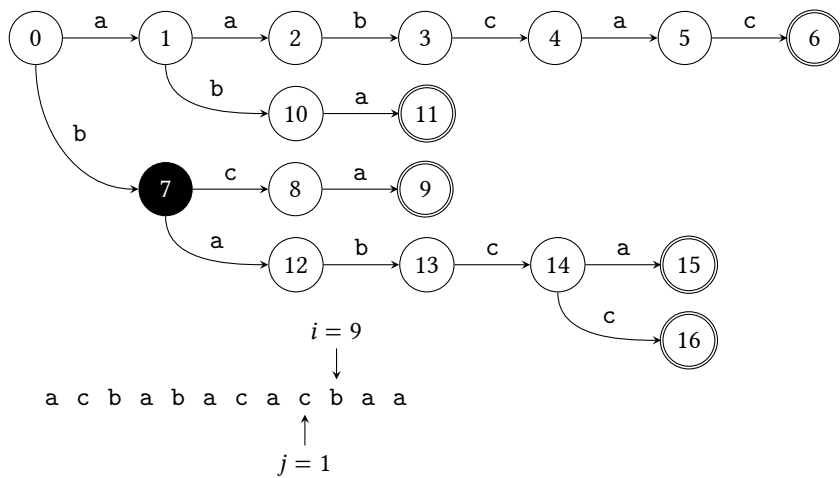 0 a 1 a 2 b 3 c 4 a 5 c 6
b 10 a 11
b
7 c 8 a 9
a 12 b 13 c 14 a 15
c 16
i = 9
a c b a b a c a c b a a
j = 1